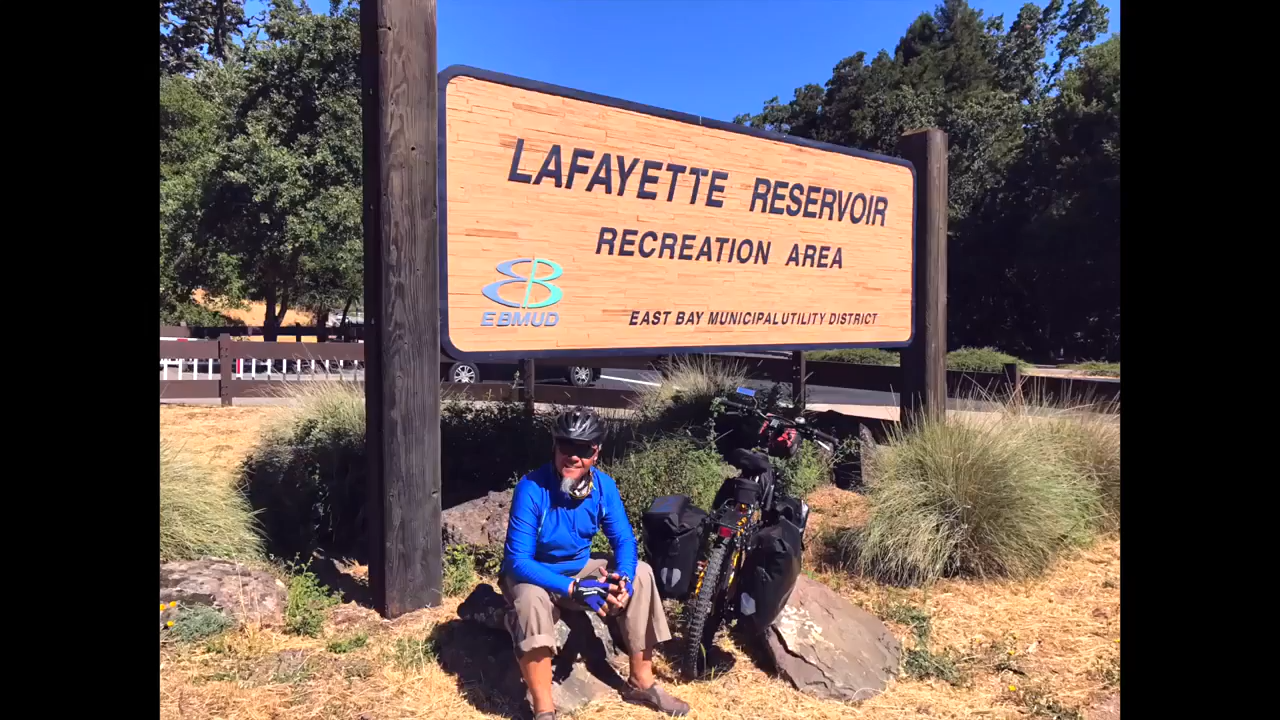 LAFAYETTE RESERVOIR
RECREATION AREA
EBMUD
EAST BAY MUNICIPAL UTILITY DISTRICT